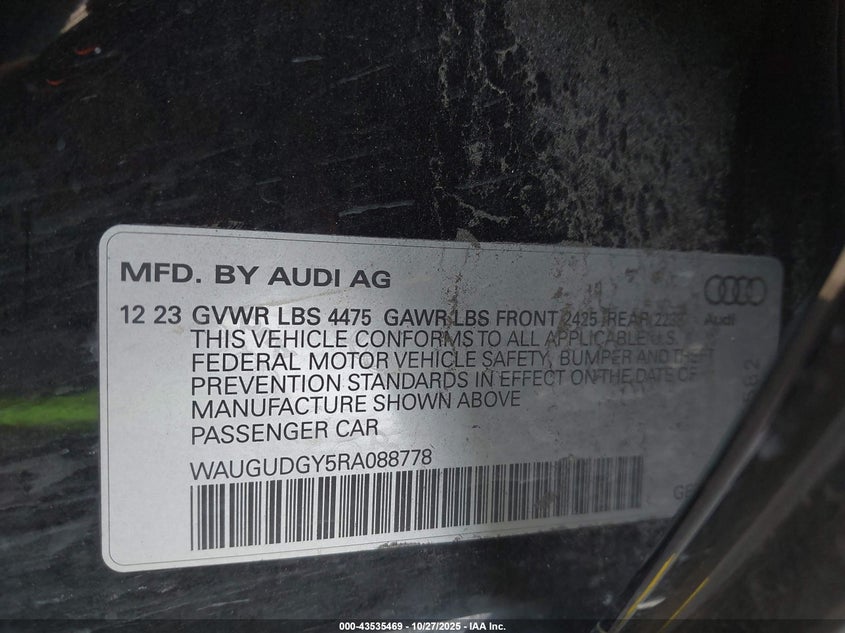 MFD. BY AUDI AG
12 23 GVWR LBS 4475 GAWR LBS FRONT 2425 REAR
Audi
THIS VEHICLE CONFORMS TO ALL APPLICABLE U.S.
FEDERAL MOTOR VEHICLE SAFETY, BUMPER AND THEFT
PREVENTION STANDARDS IN EFFECT ON THE DATE OF
MANUFACTURE SHOWN ABOVE
PASSENGER CAR
WAUGUDGY5RA088778
000-43535469 - 10/27/2025 - IAA Inc.